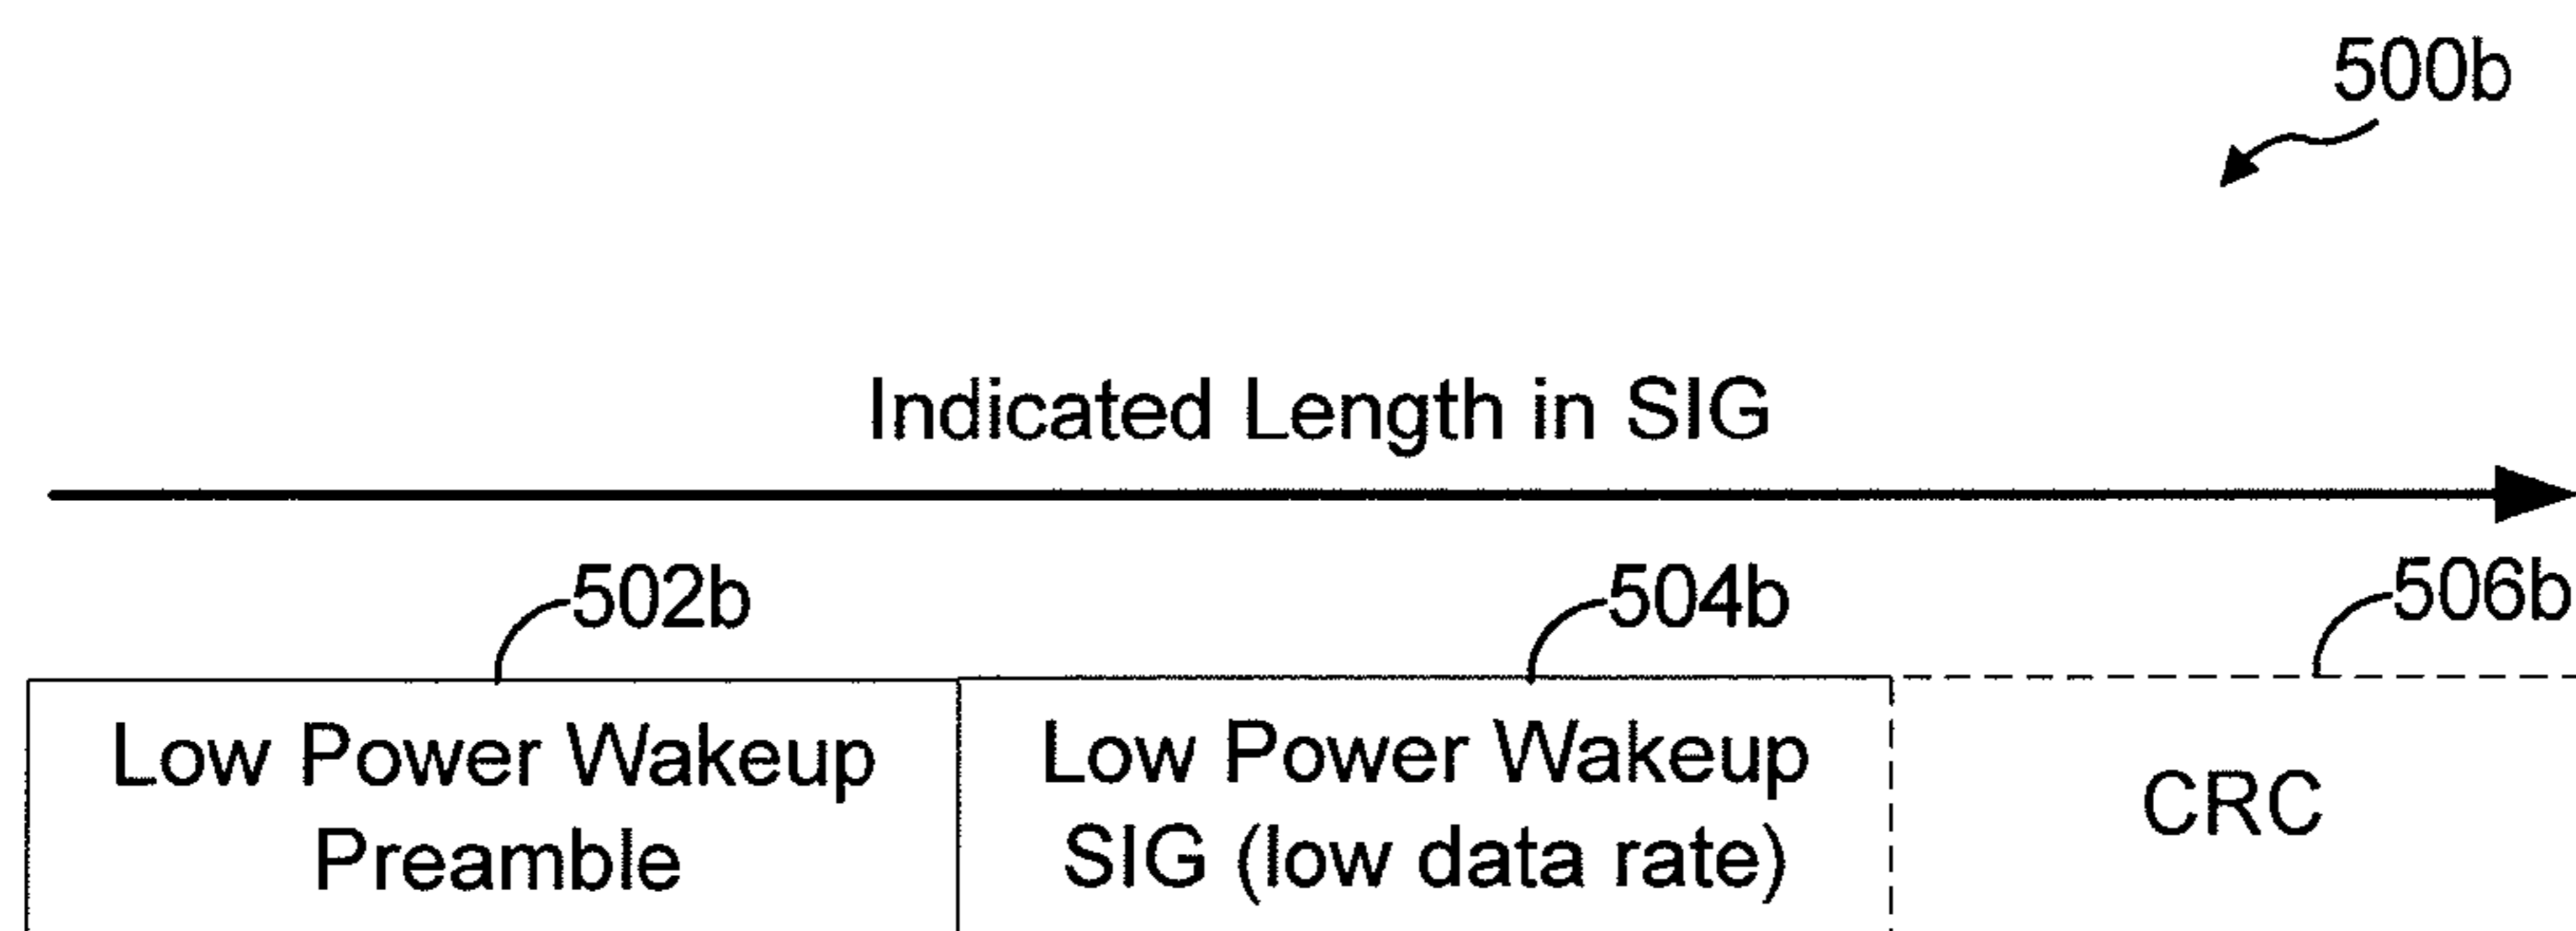 500b
Indicated Length in SIG
502b
504b
506b
Low Power Wakeup
Preamble
Low Power Wakeup
SIG (low data rate)
CRC